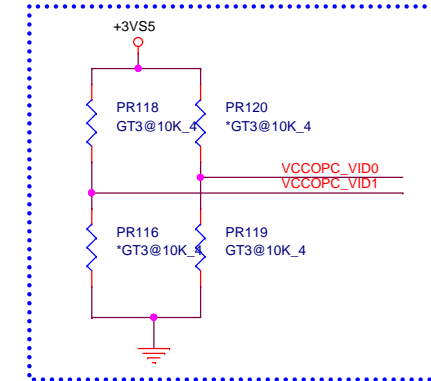 +3VS5
PR118
GT3@10K_4
PR120
*GT3@10K_4
VCCOPC_VID0
VCCOPC_VID1
PR116
*GT3@10K_4
PR119
GT3@10K_4